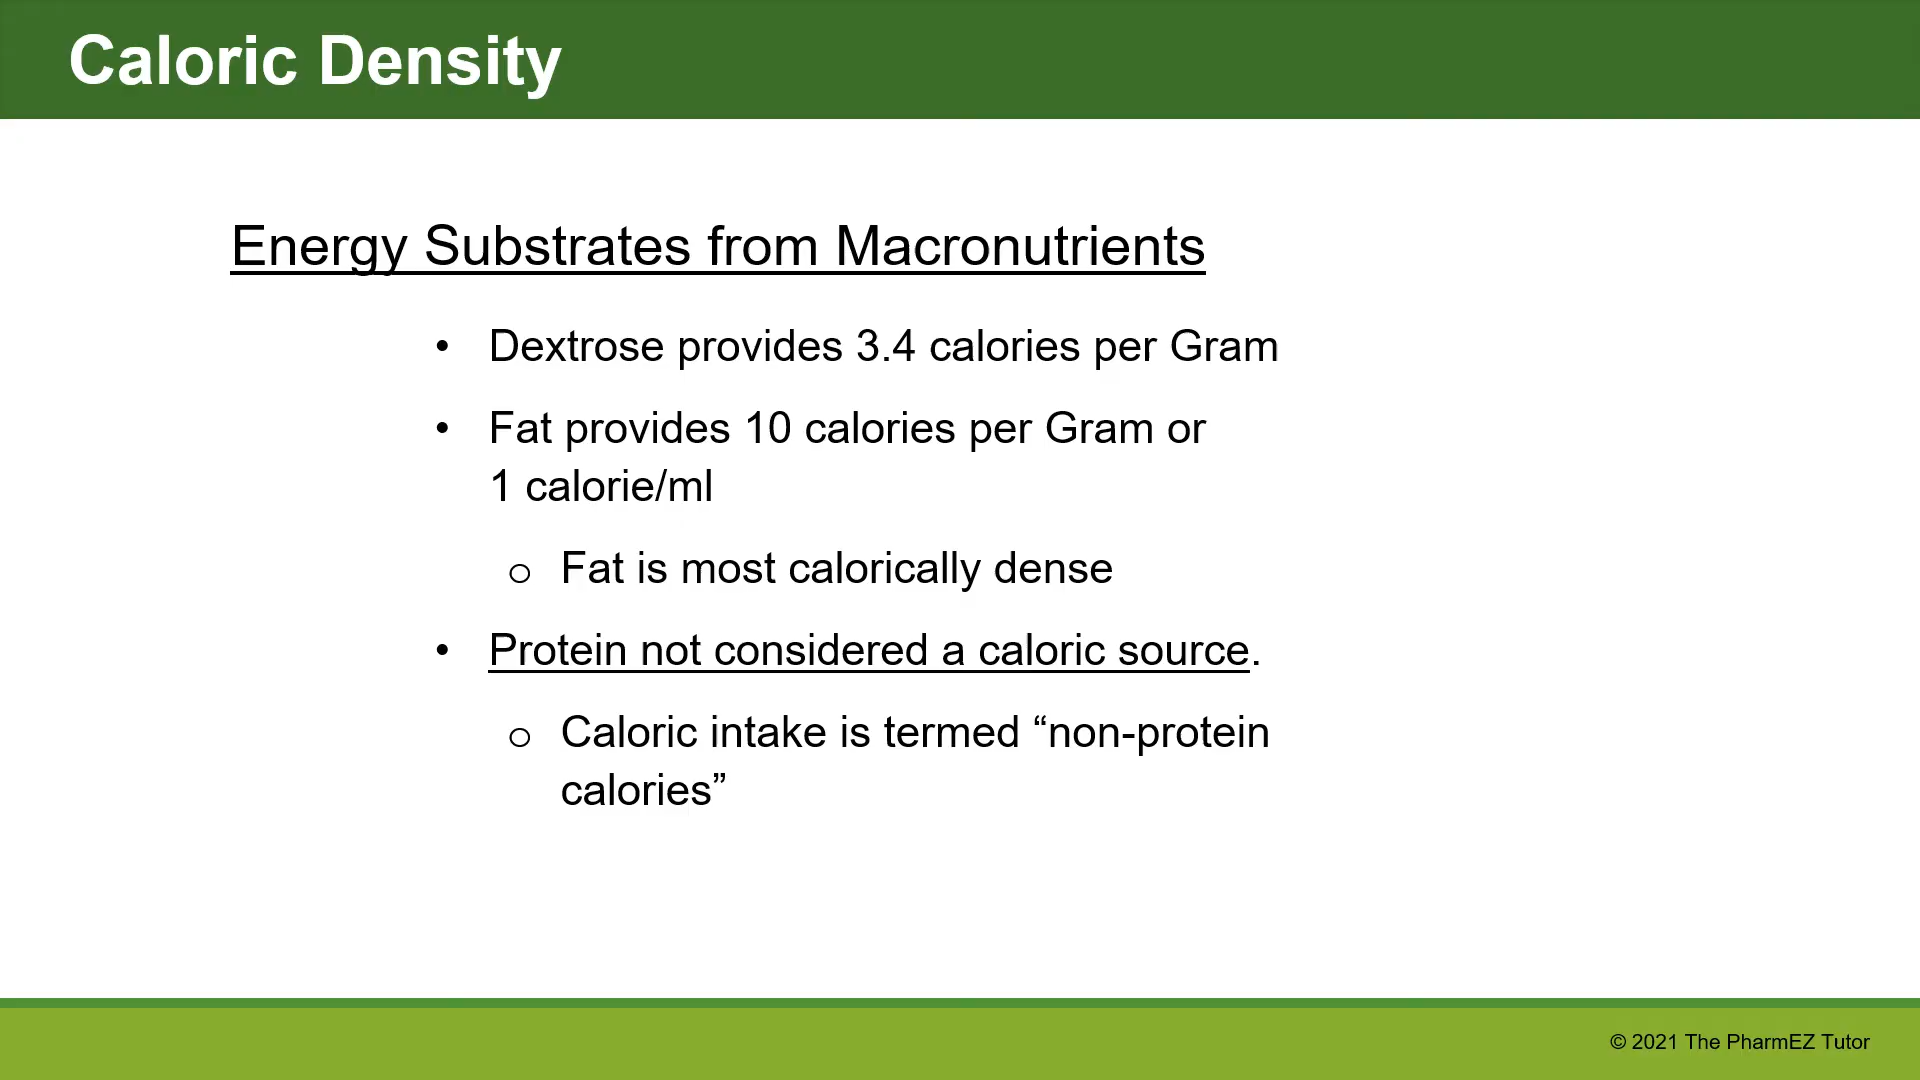 Caloric Density
Energy Substrates from Macronutrients
• Dextrose provides 3.4 calories per Gram
• Fat provides 10 calories per Gram or
1 calorie/ml
o Fat is most calorically dense
• Protein not considered a caloric source.
o Caloric intake is termed “non-protein
calories”
© 2021 The PharmEZ Tutor